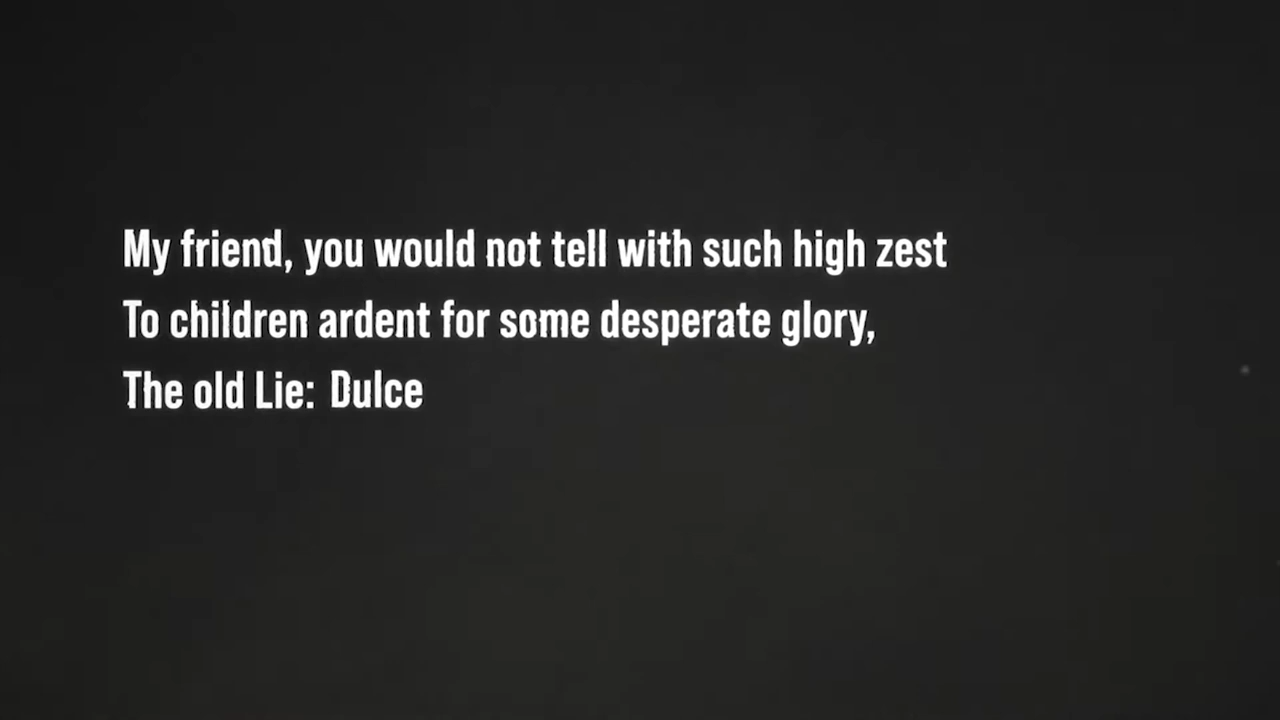 My friend, you would not tell with such high zest
To children ardent for some desperate glory,
The old Lie: Dulce